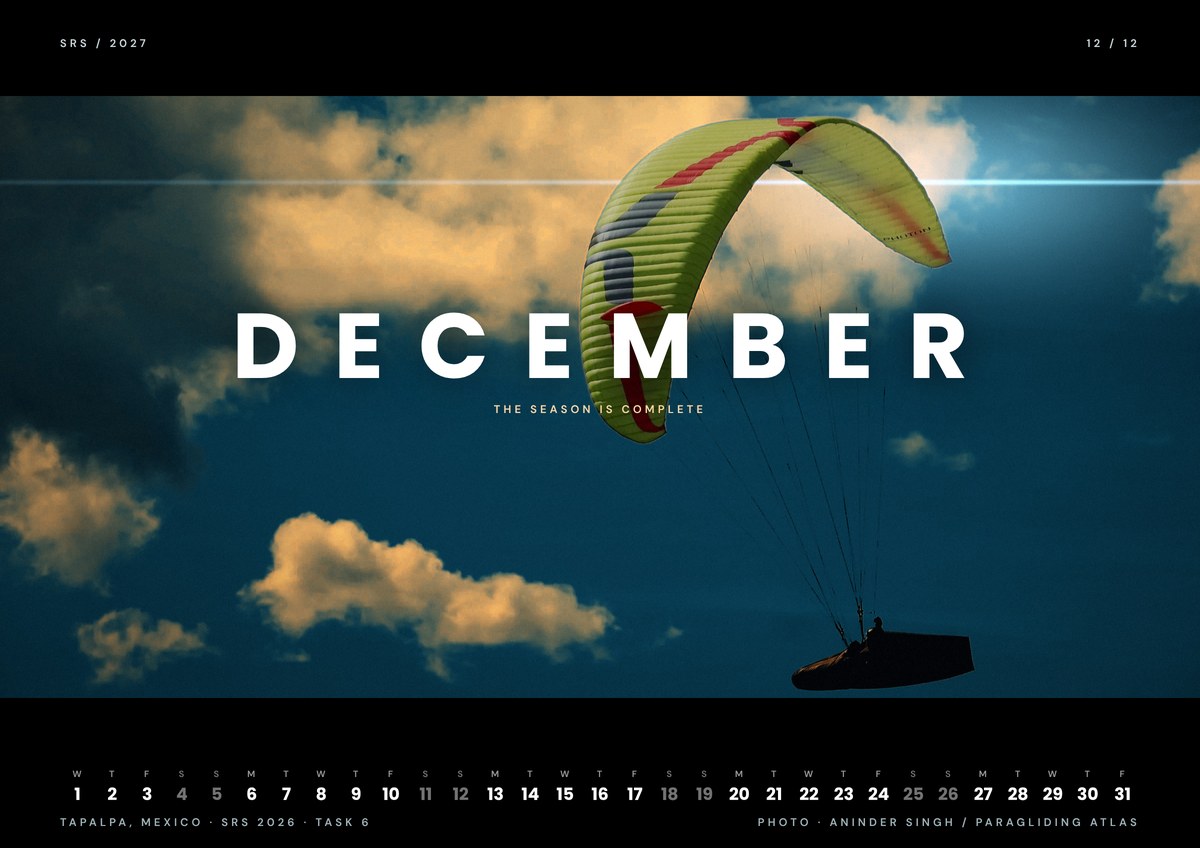 SRS / 2027
12 / 12
DECEMBER
THE SEASON IS COMPLETE
W T F S S M T W T F S S M T W T F S S M T W T F S S M T W T F
1 2 3 4 5 6 7 8 9 10 11 12 13 14 15 16 17 18 19 20 21 22 23 24 25 26 27 28 29 30 31
TAPALPA, MEXICO · SRS 2026 · TASK 6
PHOTO · ANINDER SINGH / PARAGLIDING ATLAS